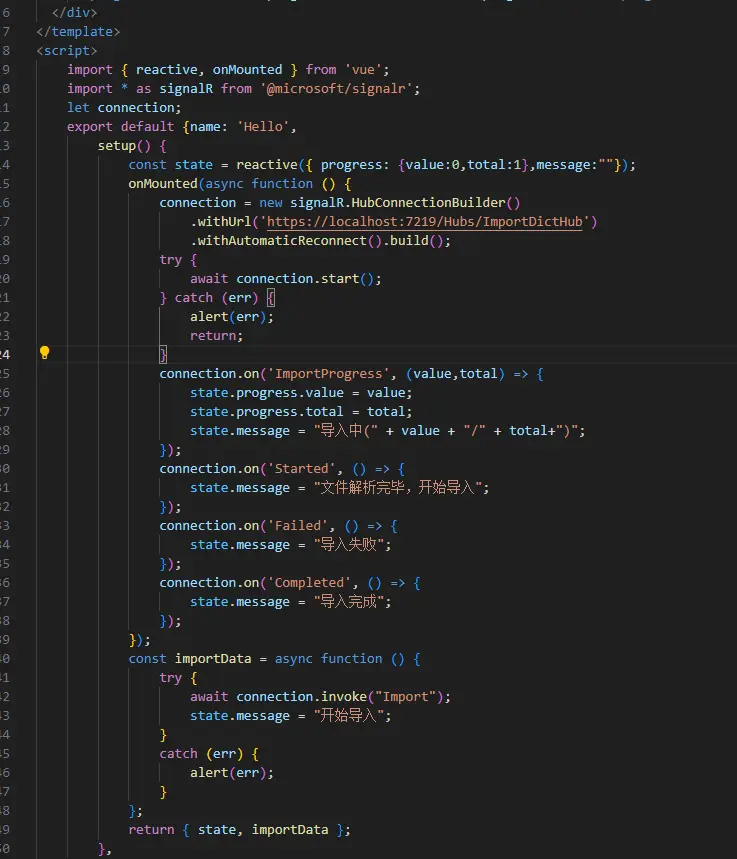 6 </div>
7 </template>
8 <script>
9 import { reactive, onMounted } from 'vue';
10 import * as signalR from '@microsoft/signalr';
11 let connection;
12 export default {name: 'Hello',
13 setup() {
14 const state = reactive({ progress: {value:0,total:1},message:""});
15 onMounted(async function () {
16 connection = new signalR.HubConnectionBuilder()
17 .withUrl('https://localhost:7219/Hubs/ImportDictHub')
18 .withAutomaticReconnect().build();
19 try {
20 await connection.start();
21 } catch (err) {
22 alert(err);
23 return;
24 }
25 connection.on('ImportProgress', (value,total) => {
26 state.progress.value = value;
27 state.progress.total = total;
28 state.message = "导入中(" + value + "/" + total+")";
29 });
30 connection.on('Started', () => {
31 state.message = "文件解析完毕，开始导入";
32 });
33 connection.on('Failed', () => {
34 state.message = "导入失败";
35 });
36 connection.on('Completed', () => {
37 state.message = "导入完成";
38 });
39 });
40 const importData = async function () {
41 try {
42 await connection.invoke("Import");
43 state.message = "开始导入";
44 }
45 catch (err) {
46 alert(err);
47 }
48 };
49 return { state, importData };
50 },